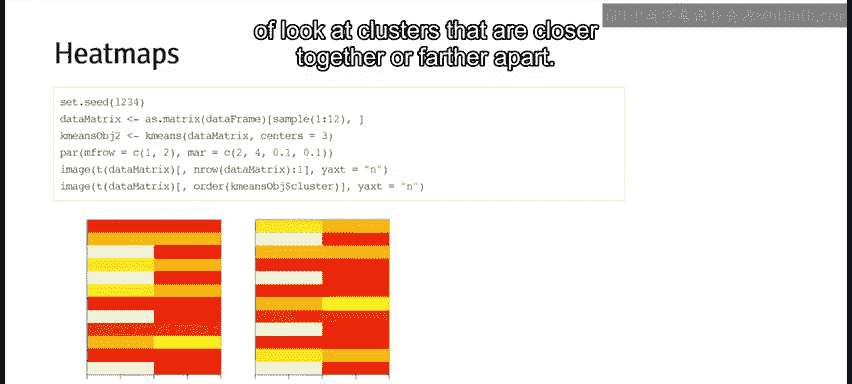 of look at clusters that are closer
together or farther apart.
Heatmaps
set.seed(1234)
dataMatrix <- as.matrix(dataFrame)[sample(1:12), ]
kmeansObj2 <- kmeans(dataMatrix, centers = 3)
par(mfrow = c(1, 2), mar = c(2, 4, 0.1, 0.1))
image(t(dataMatrix)[, nrow(dataMatrix):1], yaxt = "n")
image(t(dataMatrix)[, order(kmeansObj$cluster)], yaxt = "n")